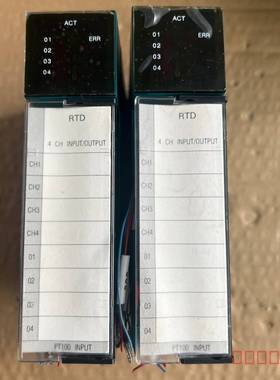 ACT
01 ERR
02
03
04
RTD
4 CH INPUT/OUTPUT
CH1
CH2
CH3
CH4
01
02
03
04
PT100 INPUT
ACT
01 ERR
02
03
04
RTD
4 CH INPUT/OUTPUT
CH1
CH2
CH3
CH4
01
02
03
04
PT100 INPUT